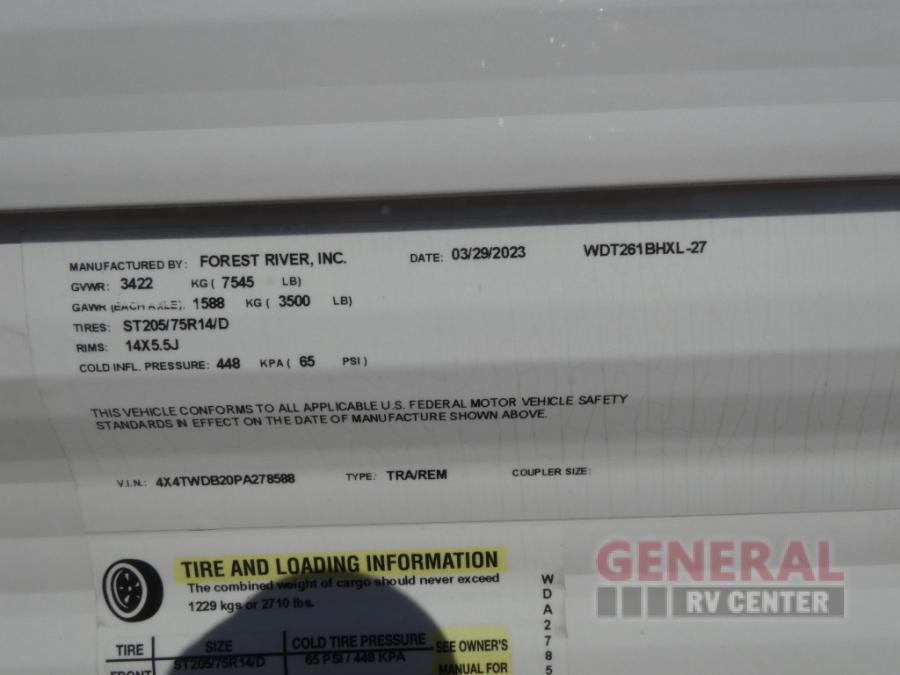 MANUFACTURED BY: FOREST RIVER, INC. DATE: 03/29/2023 WDT261BHXL-27
GVWR: 3422 KG ( 7545 LB)
GAWR (EACH AXLE): 1588 KG ( 3500 LB)
TIRES: ST205/75R14/D
RIMS: 14X5.5J
COLD INFL. PRESSURE: 448 KPA ( 65 PSI )
THIS VEHICLE CONFORMS TO ALL APPLICABLE U.S. FEDERAL MOTOR VEHICLE SAFETY
STANDARDS IN EFFECT ON THE DATE OF MANUFACTURE SHOWN ABOVE.
V.I.N.: 4X4TWDB20PA278588 TYPE: TRA/REM COUPLER SIZE:
TIRE AND LOADING INFORMATION
The combined weight of cargo should never exceed
1229 kgs or 2710 lbs.
TIRE SIZE COLD TIRE PRESSURE SEE OWNER'S
FRONT ST205/75R14/D 65 PSI / 448 KPA MANUAL FOR
W
D
A
2
7
8
5
GENERAL
RV CENTER